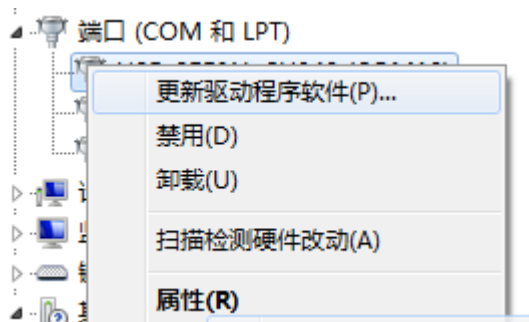 端口 (COM 和 LPT)
更新驱动程序软件(P)...
禁用(D)
卸载(U)
扫描检测硬件改动(A)
属性(R)